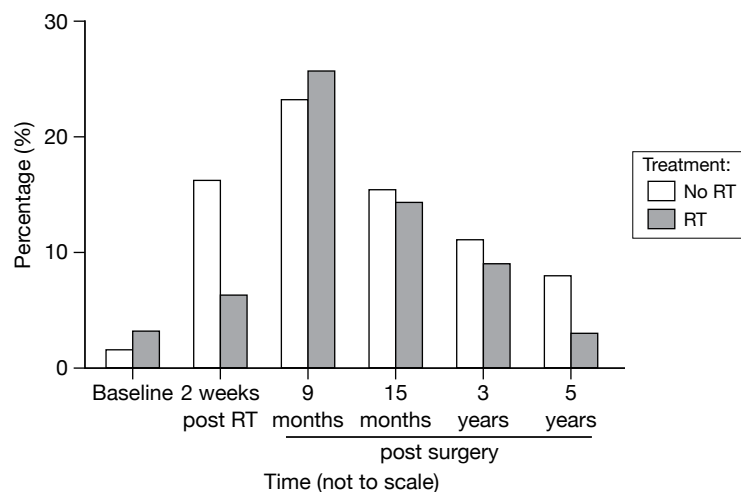 30
20
10
0
Percentage (%)
Baseline
2 weeks
post RT
9
months
15
months
3
years
5
years
post surgery
Time (not to scale)
Treatment:
No RT
RT